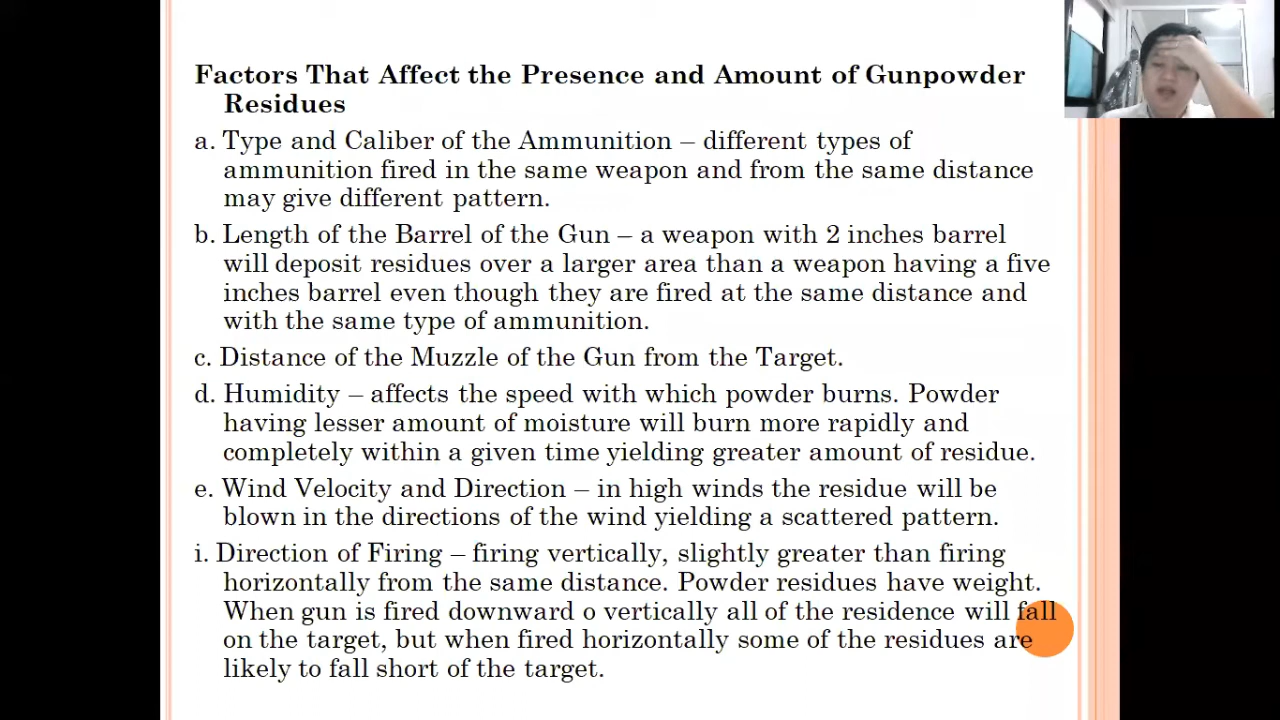 Factors That Affect the Presence and Amount of Gunpowder
Residues
a. Type and Caliber of the Ammunition – different types of
ammunition fired in the same weapon and from the same distance
may give different pattern.
b. Length of the Barrel of the Gun – a weapon with 2 inches barrel
will deposit residues over a larger area than a weapon having a five
inches barrel even though they are fired at the same distance and
with the same type of ammunition.
c. Distance of the Muzzle of the Gun from the Target.
d. Humidity – affects the speed with which powder burns. Powder
having lesser amount of moisture will burn more rapidly and
completely within a given time yielding greater amount of residue.
e. Wind Velocity and Direction – in high winds the residue will be
blown in the directions of the wind yielding a scattered pattern.
i. Direction of Firing – firing vertically, slightly greater than firing
horizontally from the same distance. Powder residues have weight.
When gun is fired downward o vertically all of the residence will fall
on the target, but when fired horizontally some of the residues are
likely to fall short of the target.